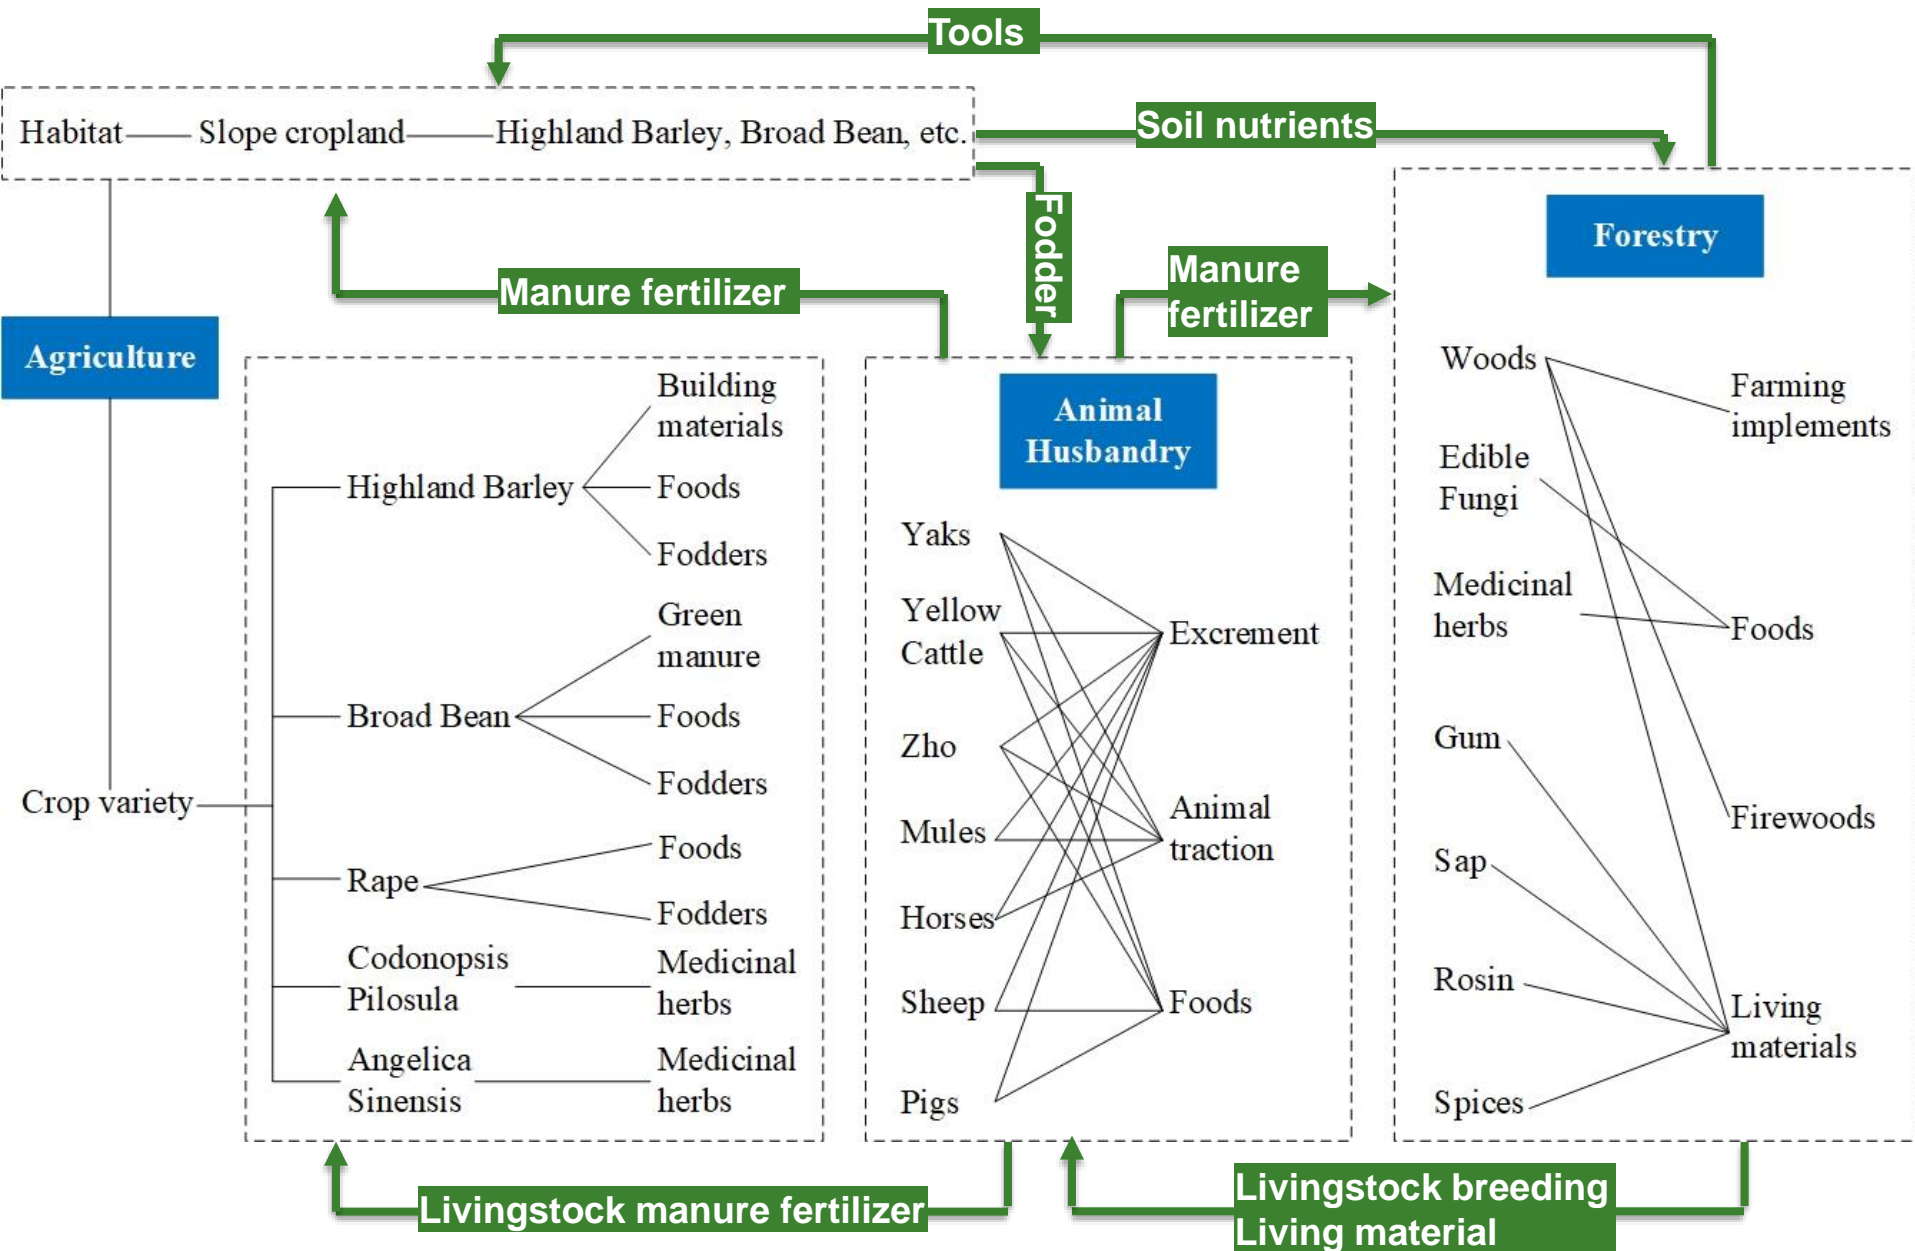 Tools
Habitat
Slope cropland
Highland Barley, Broad Bean, etc.
Soil nutrients
Fodder
Manure fertilizer
Manure
fertilizer
Agriculture
Crop variety
Highland Barley
Building
materials
Foods
Fodders
Broad Bean
Green
manure
Foods
Fodders
Rape
Foods
Fodders
Codonopsis
Pilosula
Medicinal
herbs
Angelica
Sinensis
Medicinal
herbs
Animal
Husbandry
Yaks
Yellow
Cattle
Zho
Mules
Horses
Sheep
Pigs
Excrement
Animal
traction
Foods
Forestry
Woods
Edible
Fungi
Medicinal
herbs
Gum
Sap
Rosin
Spices
Farming
implements
Foods
Firewoods
Living
materials
Livingstock manure fertilizer
Livingstock breeding
Living material